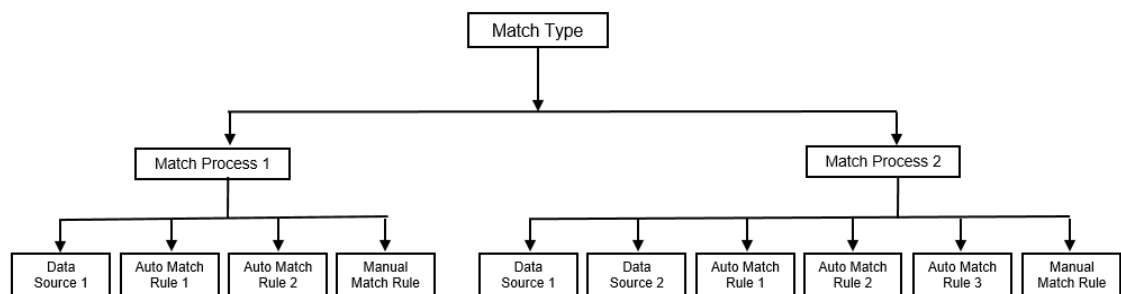 Match Type
Match Process 1
Match Process 2
Data
Source 1
Auto Match
Rule 1
Auto Match
Rule 2
Manual
Match Rule
Data
Source 1
Data
Source 2
Auto Match
Rule 1
Auto Match
Rule 2
Auto Match
Rule 3
Manual
Match Rule